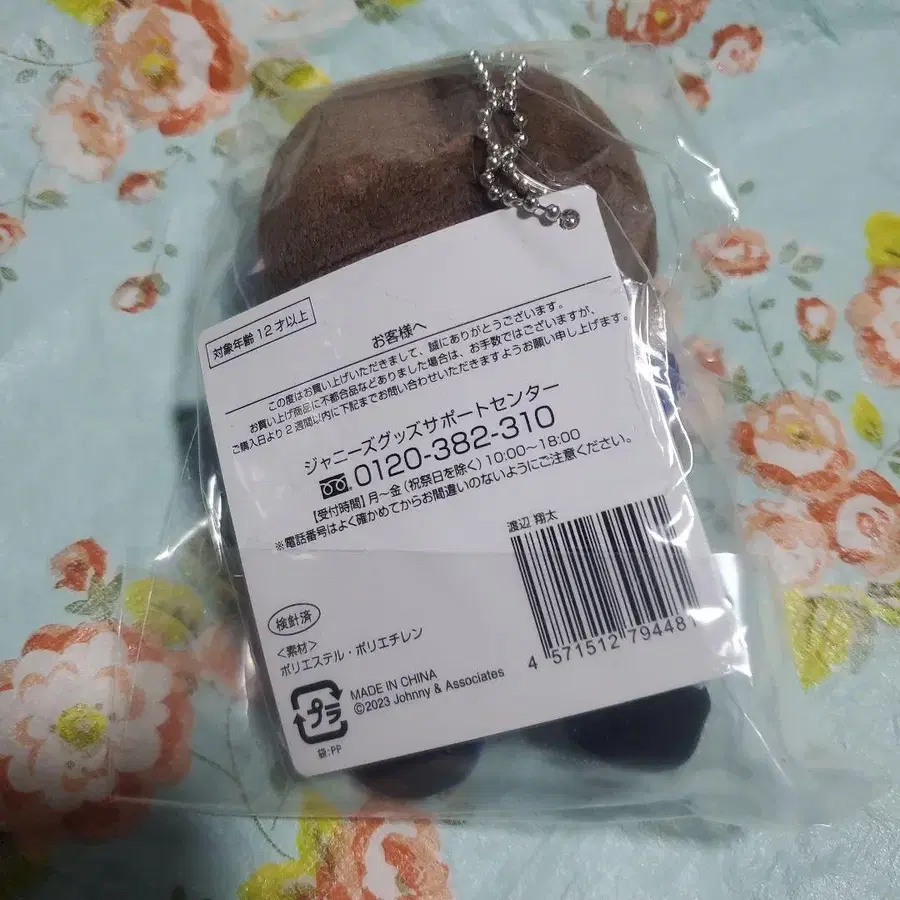 対象年齢12才以上
お客様へ
この度はお買い上げいただきまして、誠にありがとうございます。
お買い上げ商品に不都合品などありました場合は、お手数ではございますが、
ご購入日より2週間以内に下記までお問い合わせいただきますようお願い申し上げます。
ジャニーズグッズサポートセンター
0120-382-310
【受付時間】月〜金（祝祭日を除く）10:00〜18:00
※電話番号はよく確かめてからお間違いのないようにご注意ください。
渡辺 翔太
4 571512 794481
検針済
＜素材＞
ポリエステル・ポリエチレン
プラ
袋:PP
MADE IN CHINA
©2023 Johnny & Associates